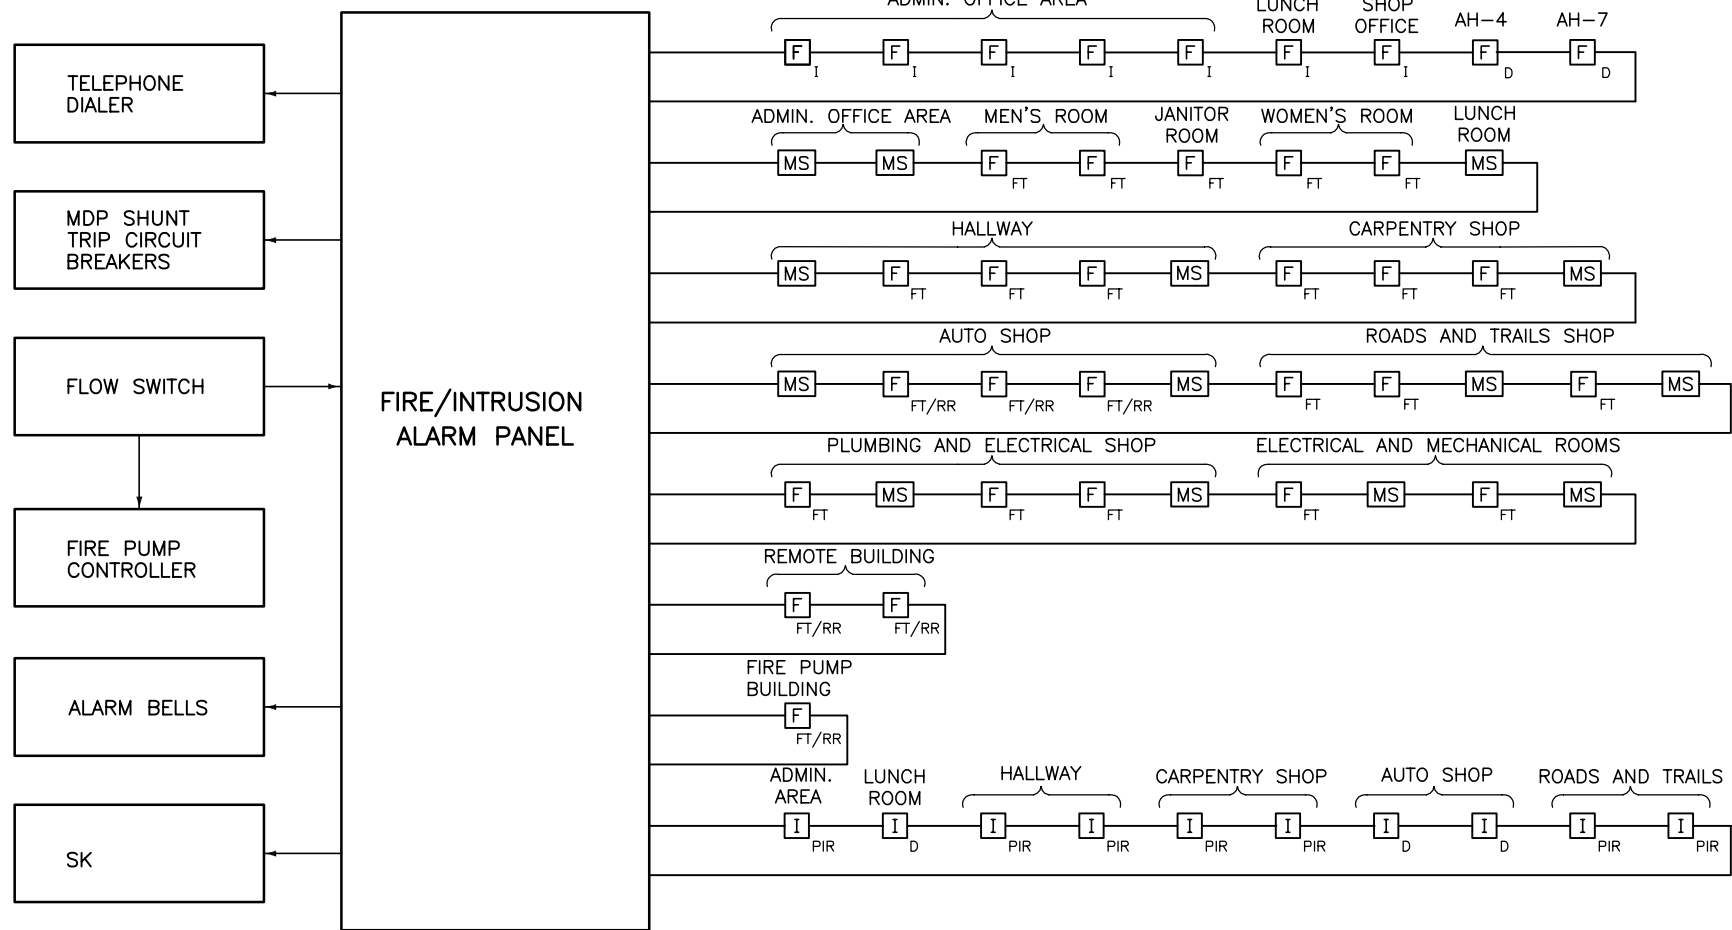 TELEPHONE
DIALER
MDP SHUNT
TRIP CIRCUIT
BREAKERS
FLOW SWITCH
FIRE PUMP
CONTROLLER
ALARM BELLS
SK
FIRE/INTRUSION
ALARM PANEL
ADMIN. OFFICE AREA
LUNCH
ROOM
SHOP
OFFICE
AH-4
AH-7
F F F F F F F F F
I I I I I I I D D
ADMIN. OFFICE AREA
MEN'S ROOM
JANITOR
ROOM
WOMEN'S ROOM
LUNCH
ROOM
MS MS F F F F F MS
FT FT FT FT FT
HALLWAY
CARPENTRY SHOP
MS F F F MS F F F MS
FT FT FT FT FT FT
AUTO SHOP
ROADS AND TRAILS SHOP
MS F F F MS F F MS F MS
FT/RR FT/RR FT/RR FT FT FT
PLUMBING AND ELECTRICAL SHOP
ELECTRICAL AND MECHANICAL ROOMS
F MS F F MS F MS F MS
FT FT FT FT FT
REMOTE BUILDING
F F
FT/RR FT/RR
FIRE PUMP
BUILDING
F
FT/RR
ADMIN.
AREA
LUNCH
ROOM
HALLWAY
CARPENTRY SHOP
AUTO SHOP
ROADS AND TRAILS
I I I I I I I I I I
PIR D PIR PIR PIR PIR D D PIR PIR